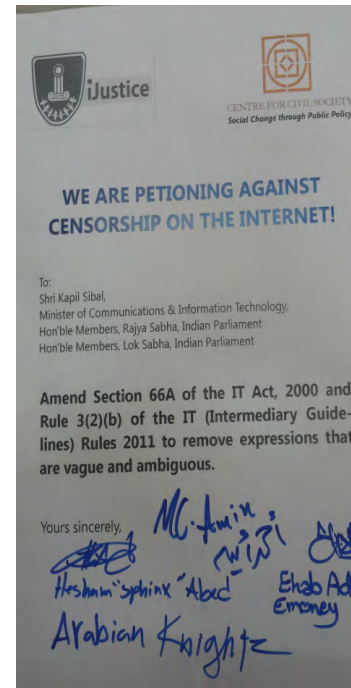 iJustice
CENTRE FOR CIVIL SOCIETY
Social Change through Public Policy
WE ARE PETIONING AGAINST
CENSORSHIP ON THE INTERNET!
To:
Shri Kapil Sibal,
Minister of Communications & Information Technology,
Hon'ble Members, Rajya Sabha, Indian Parliament
Hon'ble Members, Lok Sabha, Indian Parliament
Amend Section 66A of the IT Act, 2000 and
Rule 3(2)(b) of the IT (Intermediary Guide-
lines) Rules 2011 to remove expressions that
are vague and ambiguous.
Yours sincerely,
MC.Amin
Hesham "Sphinx" Abed
Ehab Ad
Emoney
Arabian Knightz